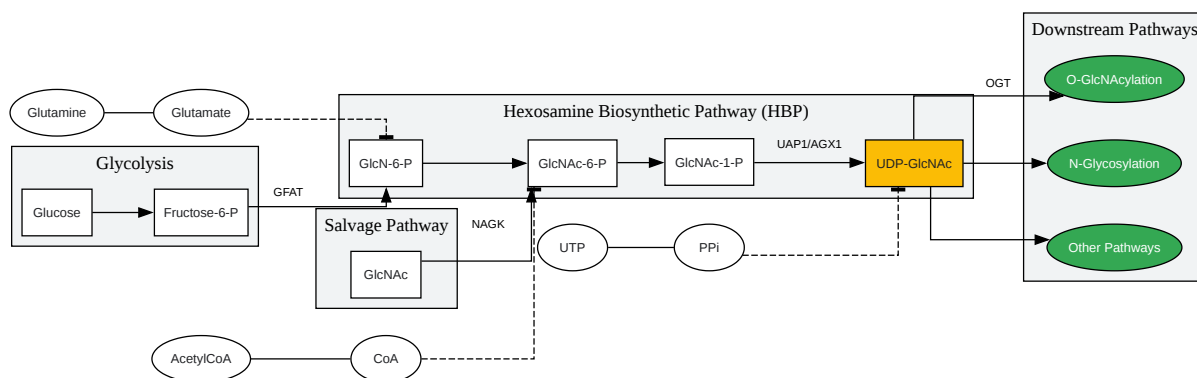 Downstream Pathways
O-GlcNAcylation
OGT
Glutamine
Glutamate
Hexosamine Biosynthetic Pathway (HBP)
UAP1/AGX1
Glycolysis
GlcN-6-P
GlcNAc-6-P
GlcNAc-1-P
UDP-GlcNAc
N-Glycosylation
GFAT
Glucose
Fructose-6-P
Salvage Pathway
NAGK
UTP
PPi
Other Pathways
GlcNAc
AcetylCoA
CoA